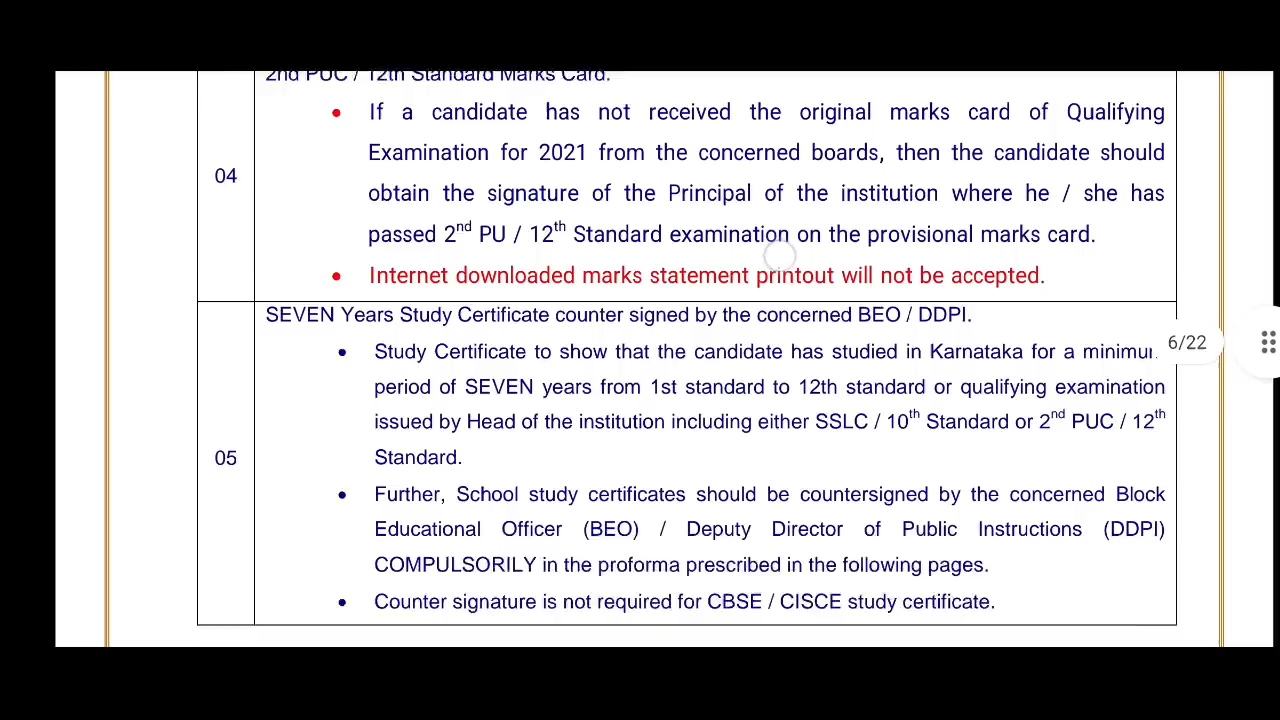 2nd PUC / 12th Standard Marks Card.
04
• If a candidate has not received the original marks card of Qualifying
Examination for 2021 from the concerned boards, then the candidate should
obtain the signature of the Principal of the institution where he / she has
passed 2nd PU / 12th Standard examination on the provisional marks card.
• Internet downloaded marks statement printout will not be accepted.
05
SEVEN Years Study Certificate counter signed by the concerned BEO / DDPI.
• Study Certificate to show that the candidate has studied in Karnataka for a minimum
period of SEVEN years from 1st standard to 12th standard or qualifying examination
issued by Head of the institution including either SSLC / 10th Standard or 2nd PUC / 12th
Standard.
• Further, School study certificates should be countersigned by the concerned Block
Educational Officer (BEO) / Deputy Director of Public Instructions (DDPI)
COMPULSORILY in the proforma prescribed in the following pages.
• Counter signature is not required for CBSE / CISCE study certificate.
6/22